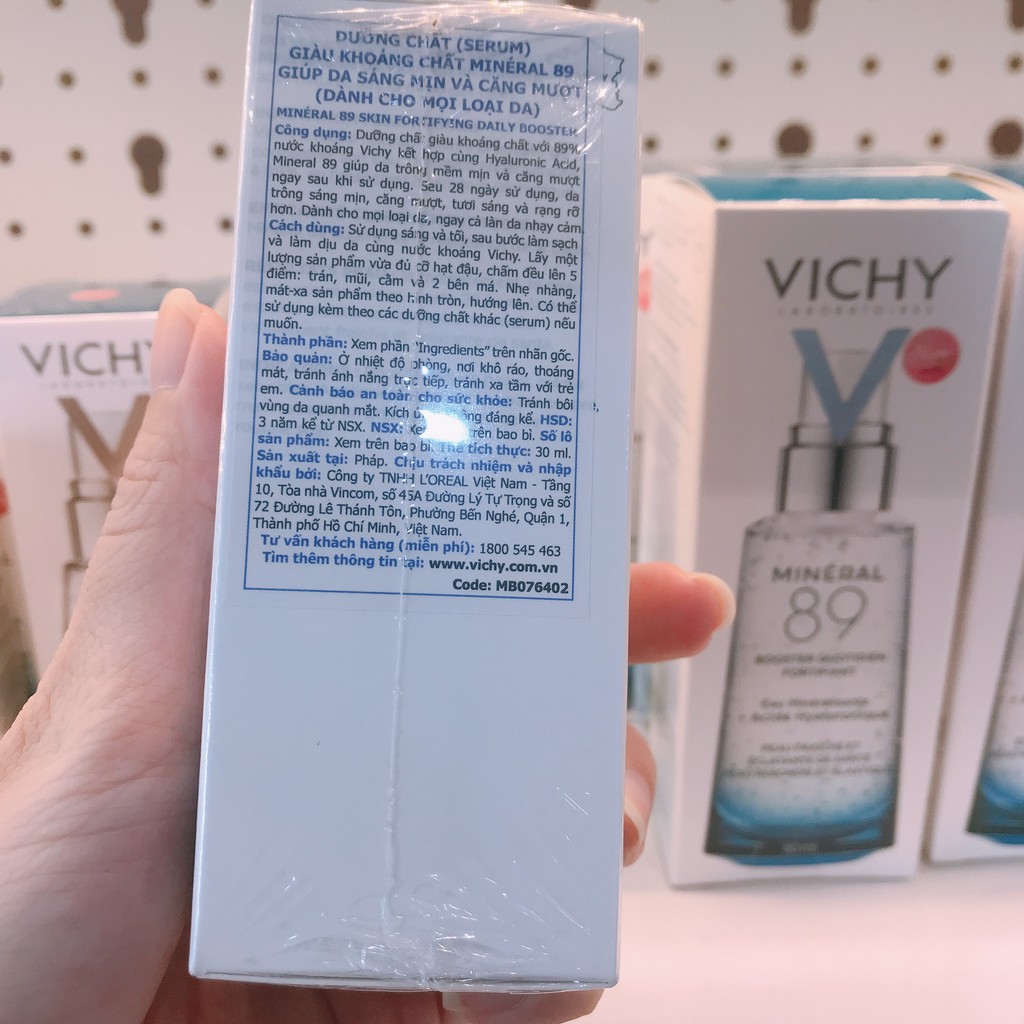 DƯỠNG CHẤT (SERUM)
GIÀU KHOÁNG CHẤT MINÉRAL 89
GIÚP DA SÁNG MỊN VÀ CĂNG MƯỢT
(DÀNH CHO MỌI LOẠI DA)
MINÉRAL 89 SKIN FORTIFYING DAILY BOOSTER
Công dụng: Dưỡng chất giàu khoáng chất với 89%
nước khoáng Vichy kết hợp cùng Hyaluronic Acid,
Mineral 89 giúp da trông mềm mịn và căng mượt
ngay sau khi sử dụng. Sau 28 ngày sử dụng, da
trông sáng mịn, căng mượt, tươi sáng và rạng rỡ
hơn. Dành cho mọi loại da, ngay cả làn da nhạy cảm.
Cách dùng: Sử dụng sáng và tối, sau bước làm sạch
và làm dịu da cùng nước khoáng Vichy. Lấy một
lượng sản phẩm vừa đủ cỡ hạt đậu, chấm đều lên 5
điểm: trán, mũi, cằm và 2 bên má. Nhẹ nhàng,
mát-xa sản phẩm theo hình tròn, hướng lên. Có thể
sử dụng kèm theo các dưỡng chất khác (serum) nếu
muốn.
Thành phần: Xem phần "Ingredients" trên nhãn gốc.
Bảo quản: Ở nhiệt độ phòng, nơi khô ráo, thoáng
mát, tránh ánh nắng trực tiếp, tránh xa tầm với trẻ
em. Cảnh báo an toàn cho sức khỏe: Tránh bôi
vùng da quanh mắt. Kích ứng không đáng kể. HSD:
3 năm kể từ NSX. NSX: Xem trên bao bì. Số lô
sản phẩm: Xem trên bao bì. Thể tích thực: 30 ml.
Sản xuất tại: Pháp. Chịu trách nhiệm và nhập
khẩu bởi: Công ty TNHH L'OREAL Việt Nam - Tầng
10, Tòa nhà Vincom, số 45A Đường Lý Tự Trọng và số
72 Đường Lê Thánh Tôn, Phường Bến Nghé, Quận 1,
Thành phố Hồ Chí Minh, Việt Nam.
Tư vấn khách hàng (miễn phí): 1800 545 463
Tìm thêm thông tin tại: www.vichy.com.vn
Code: MB076402
VICHY
LABORATOIRES
VICHY
LABORATOIRES
MINÉRAL
89
BOOSTER QUOTIDIEN
FORTIFIANT
Eau Minéralisante
+ Acide Hyaluronique